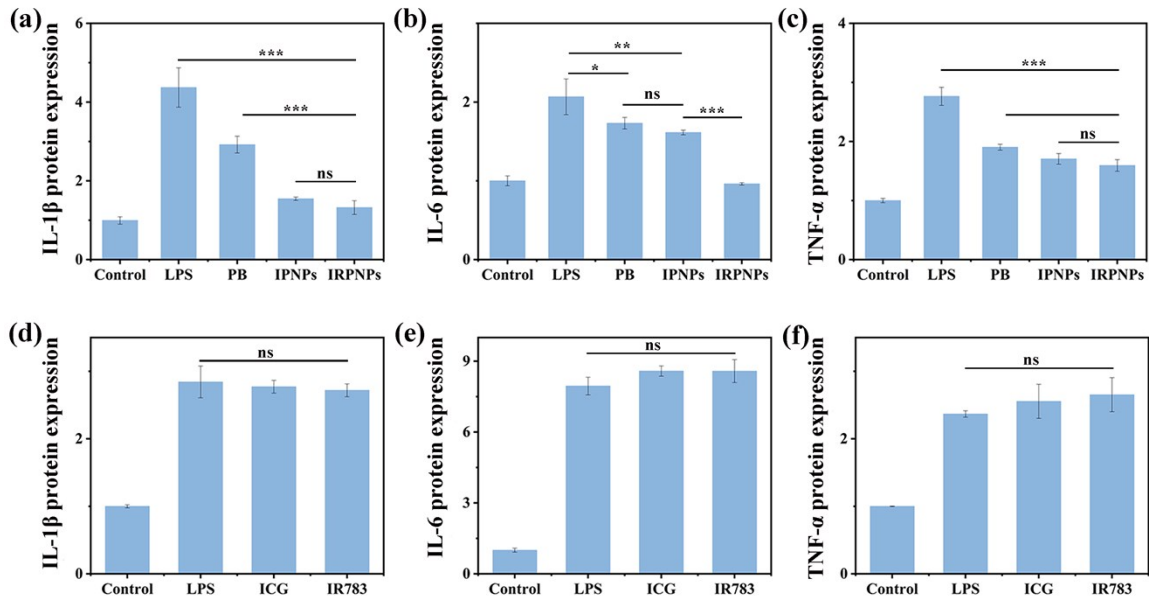 (a)
IL-1β protein expression
6
4
2
0
***
***
ns
Control LPS PB IPNPs IRPNPs
(b)
IL-6 protein expression
2
0
**
*
ns
***
Control LPS PB IPNPs IRPNPs
(c)
TNF-α protein expression
4
2
0
***
**
ns
Control LPS PB IPNPs IRPNPs
(d)
IL-1β protein expression
2
0
ns
Control LPS ICG IR783
(e)
IL-6 protein expression
9
6
3
0
ns
Control LPS ICG IR783
(f)
TNF-α protein expression
2
0
ns
Control LPS ICG IR783